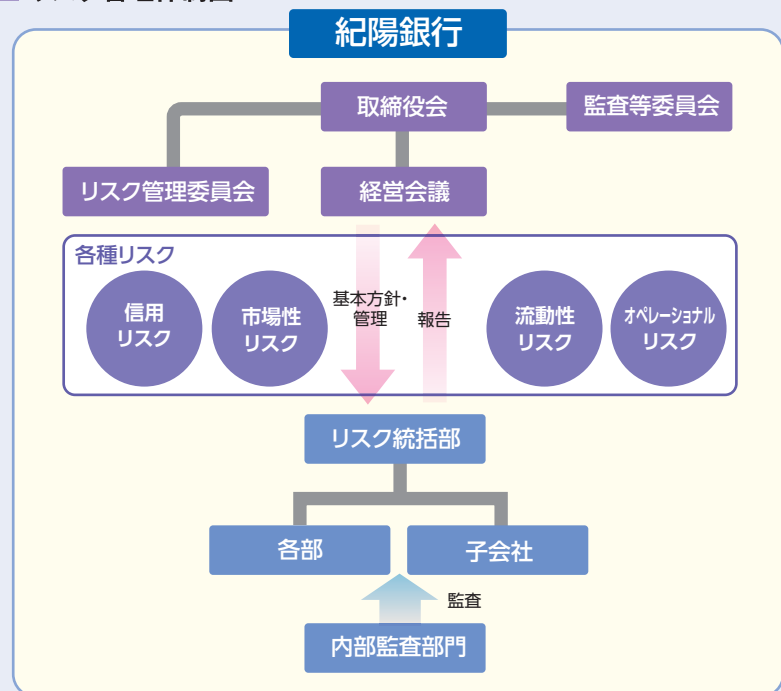 紀陽銀行
取締役会
監査等委員会
リスク管理委員会
経営会議
各種リスク
信用
リスク
市場性
リスク
基本方針・
管理
報告
流動性
リスク
オペレーショナル
リスク
リスク統括部
各部
子会社
監査
内部監査部門